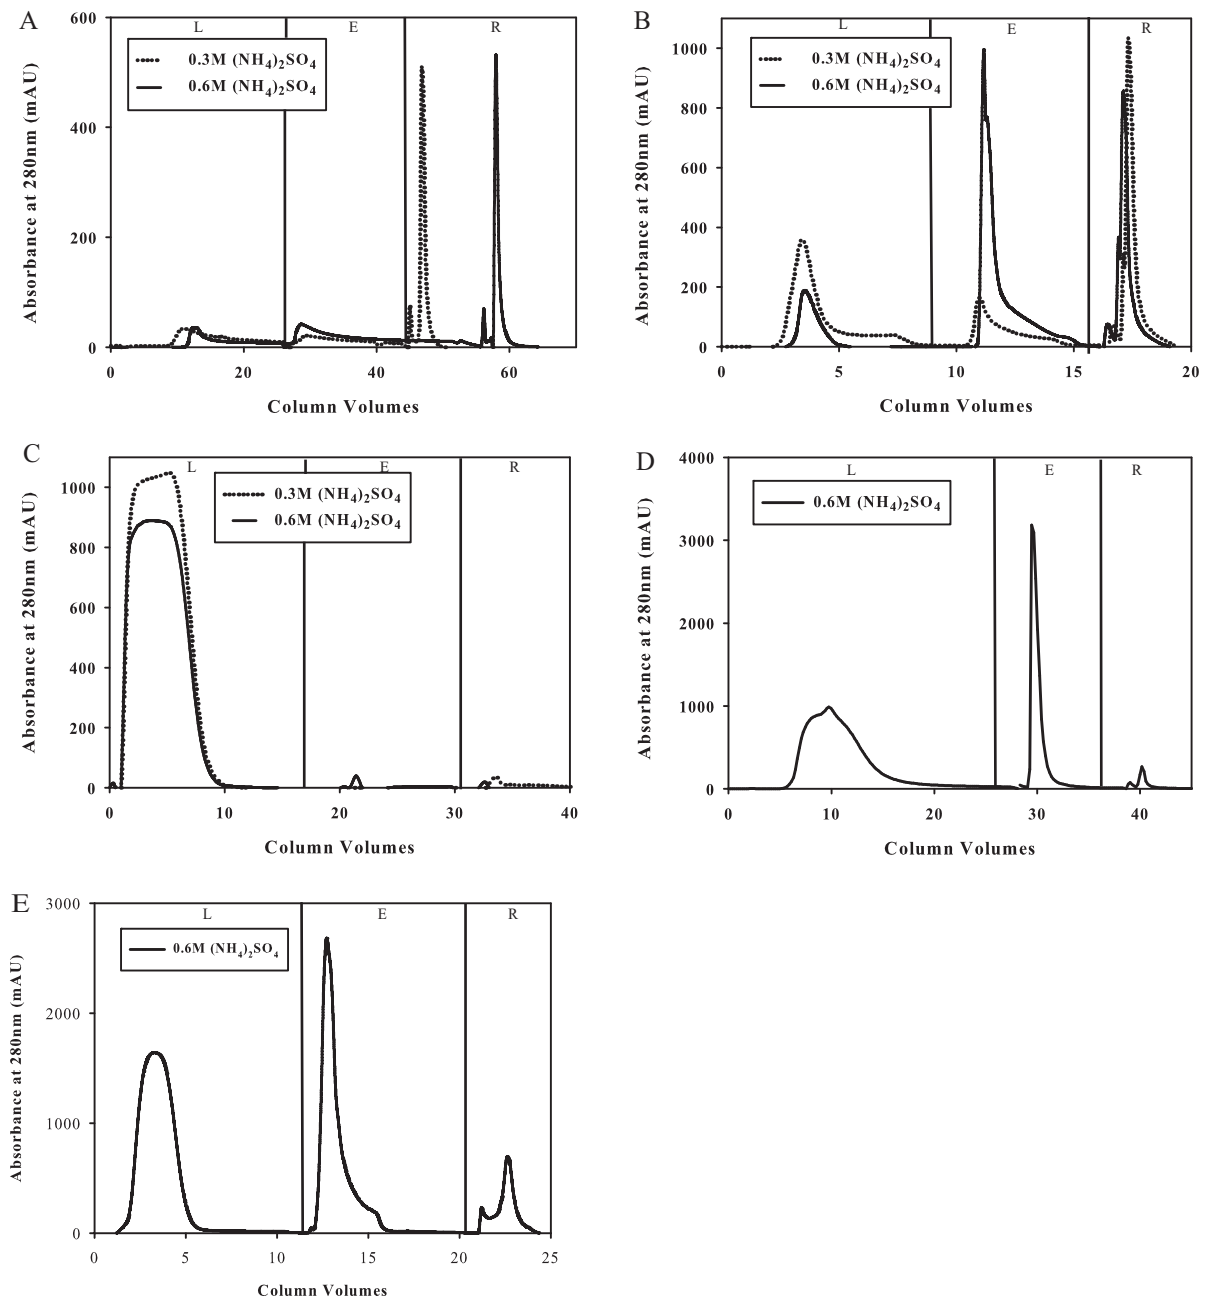 A
L E R
0.3M (NH4)2SO4
0.6M (NH4)2SO4
600
400
200
0
0 20 40 60
Absorbance at 280nm (mAU)
Column Volumes
B
L E R
0.3M (NH4)2SO4
0.6M (NH4)2SO4
1000
800
600
400
200
0
0 5 10 15 20
Absorbance at 280nm (mAU)
Column Volumes
C
L E R
0.3M (NH4)2SO4
0.6M (NH4)2SO4
1000
800
600
400
200
0
0 10 20 30 40
Absorbance at 280nm (mAU)
Column Volumes
D
L E R
0.6M (NH4)2SO4
4000
3000
2000
1000
0
0 10 20 30 40
Absorbance at 280nm (mAU)
Column Volumes
E
L E R
0.6M (NH4)2SO4
3000
2000
1000
0
0 5 10 15 20 25
Absorbance at 280nm (mAU)
Column Volumes